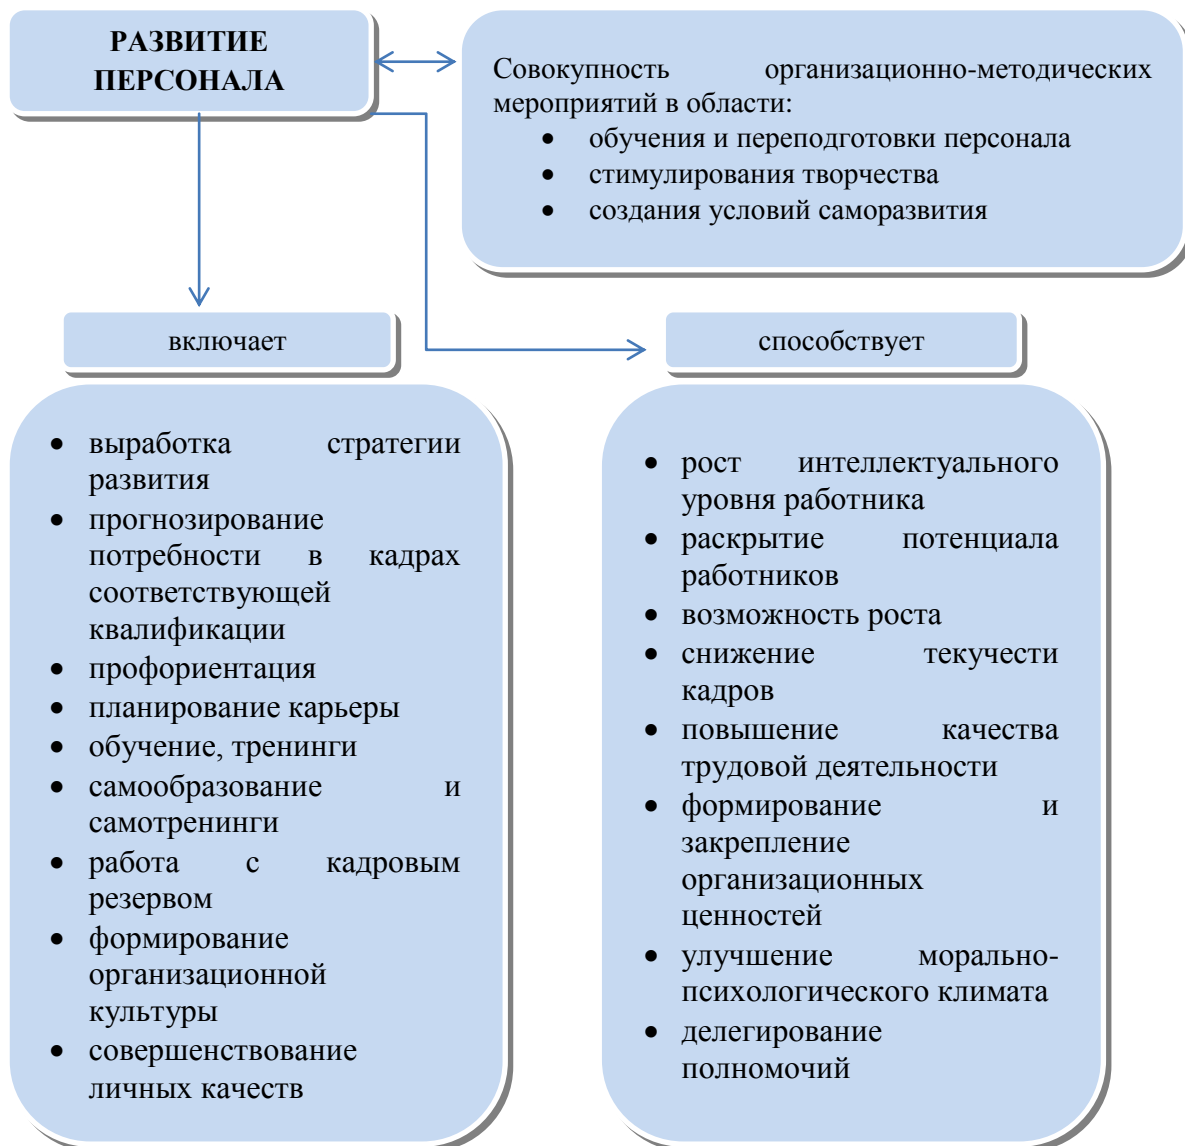 РАЗВИТИЕ
ПЕРСОНАЛА
Совокупность организационно-методических
мероприятий в области:
• обучения и переподготовки персонала
• стимулирования творчества
• создания условий саморазвития
включает
• выработка стратегии
развития
• прогнозирование
потребности в кадрах
соответствующей
квалификации
• профориентация
• планирование карьеры
• обучение, тренинги
• самообразование и
самотренинги
• работа с кадровым
резервом
• формирование
организационной
культуры
• совершенствование
личных качеств
способствует
• рост интеллектуального
уровня работника
• раскрытие потенциала
работников
• возможность роста
• снижение текучести
кадров
• повышение качества
трудовой деятельности
• формирование и
закрепление
организационных
ценностей
• улучшение морально-
психологического климата
• делегирование
полномочий